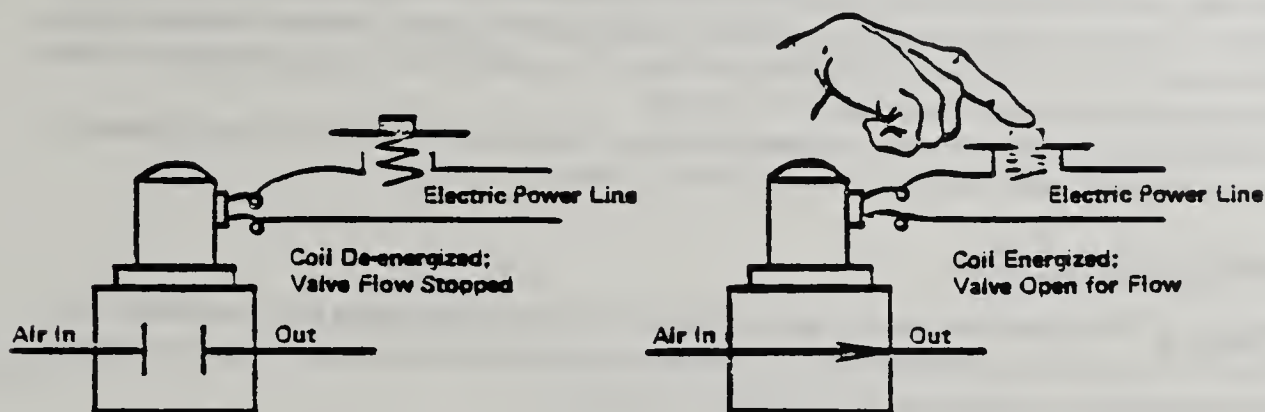 Electric Power Line
Coil De-energized;
Valve Flow Stopped
Air In
Out
Electric Power Line
Coil Energized;
Valve Open for Flow
Air In
Out